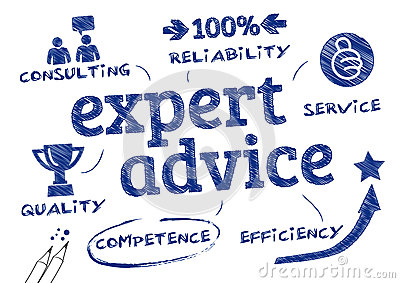 100%
RELIABILITY
CONSULTING
SERVICE
expert
advice
QUALITY
COMPETENCE
EFFICIENCY
dreamstime.com